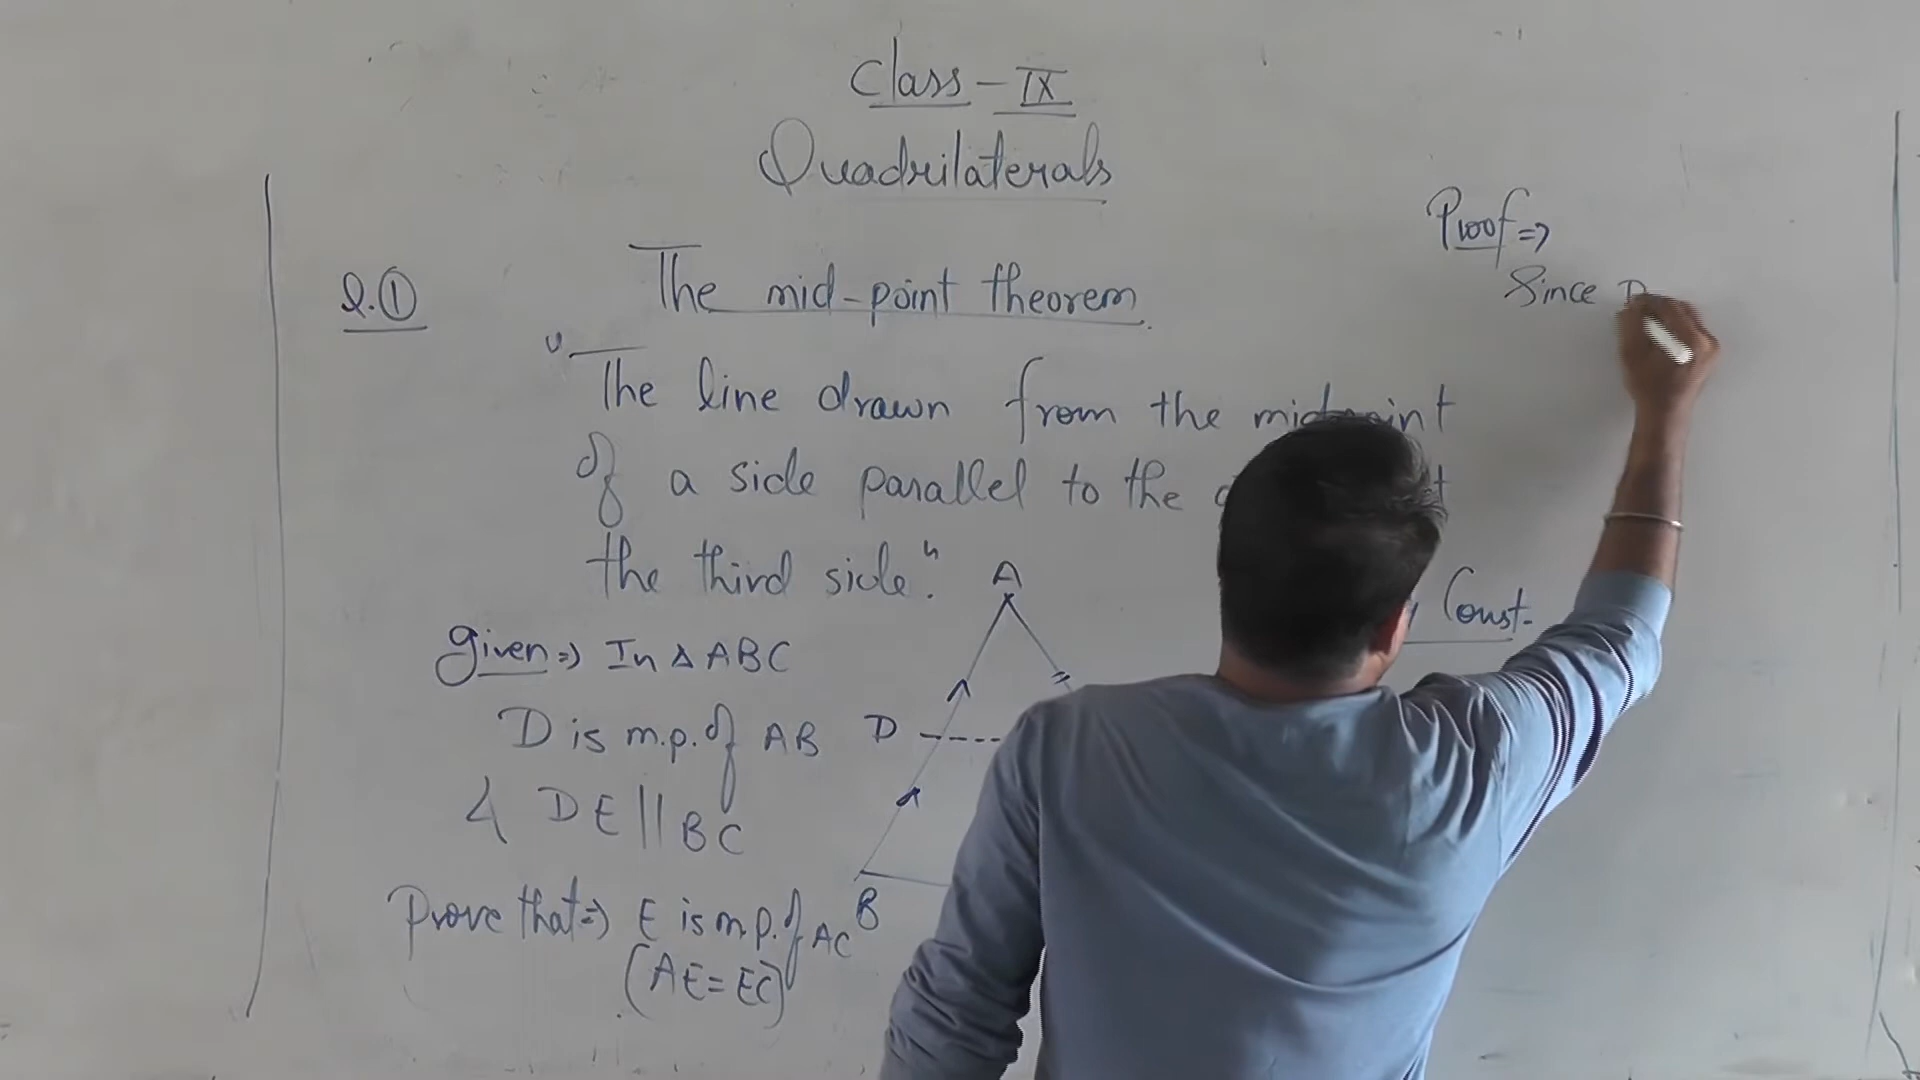 Class - IX
Quadrilaterals
Q.① The mid-point theorem.
"The line drawn from the midpoint
of a side parallel to the
the third side."
given => In △ ABC
D is m.p. of AB
& DE || BC
Prove that => E is m.p. of AC
(AE = EC)
A
D
B
Const.
Proof =>
Since D